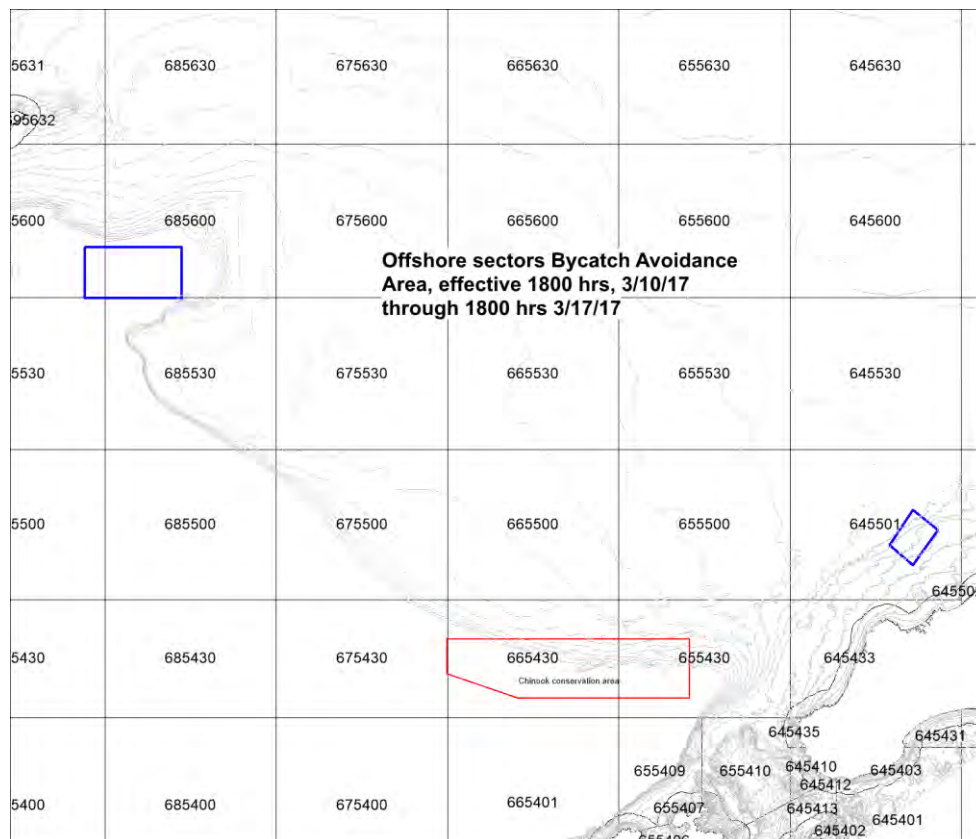 5631 685630 675630 665630 655630 645630
595632
5600 685600 675600 665600 655600 645600
Offshore sectors Bycatch Avoidance
Area, effective 1800 hrs, 3/10/17
through 1800 hrs 3/17/17
5530 685530 675530 665530 655530 645530
5500 685500 675500 665500 655500 645501
64550
5430 685430 675430 665430 655430 645433
Chinook conservation area
645435 645431
655409 655410 645410 645403
645412
5400 685400 675400 665401 655407 645413
645401
645402